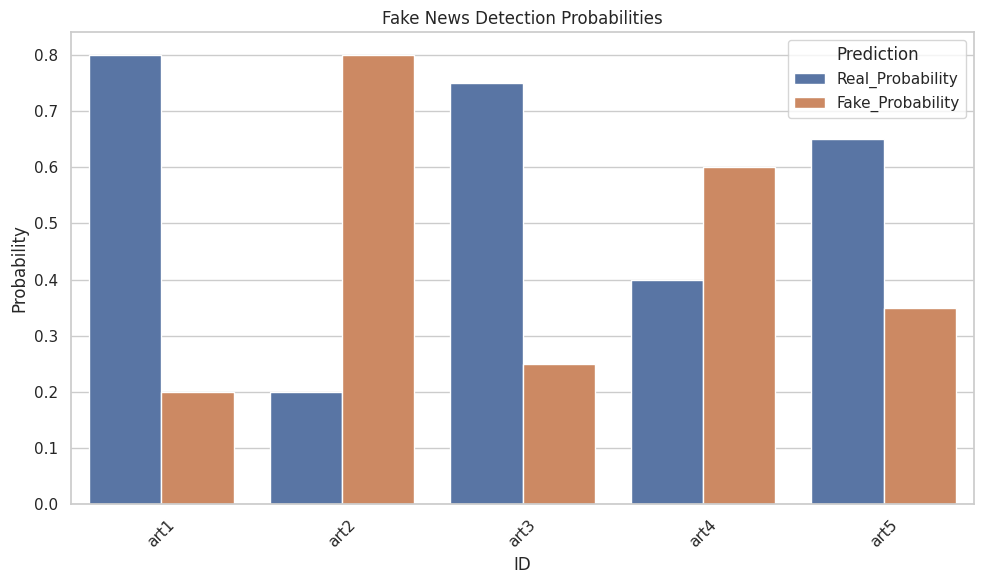 Fake News Detection Probabilities
Prediction
Real_Probability
Fake_Probability
Probability
0.8
0.7
0.6
0.5
0.4
0.3
0.2
0.1
0.0
art1
art2
art3
art4
art5
ID